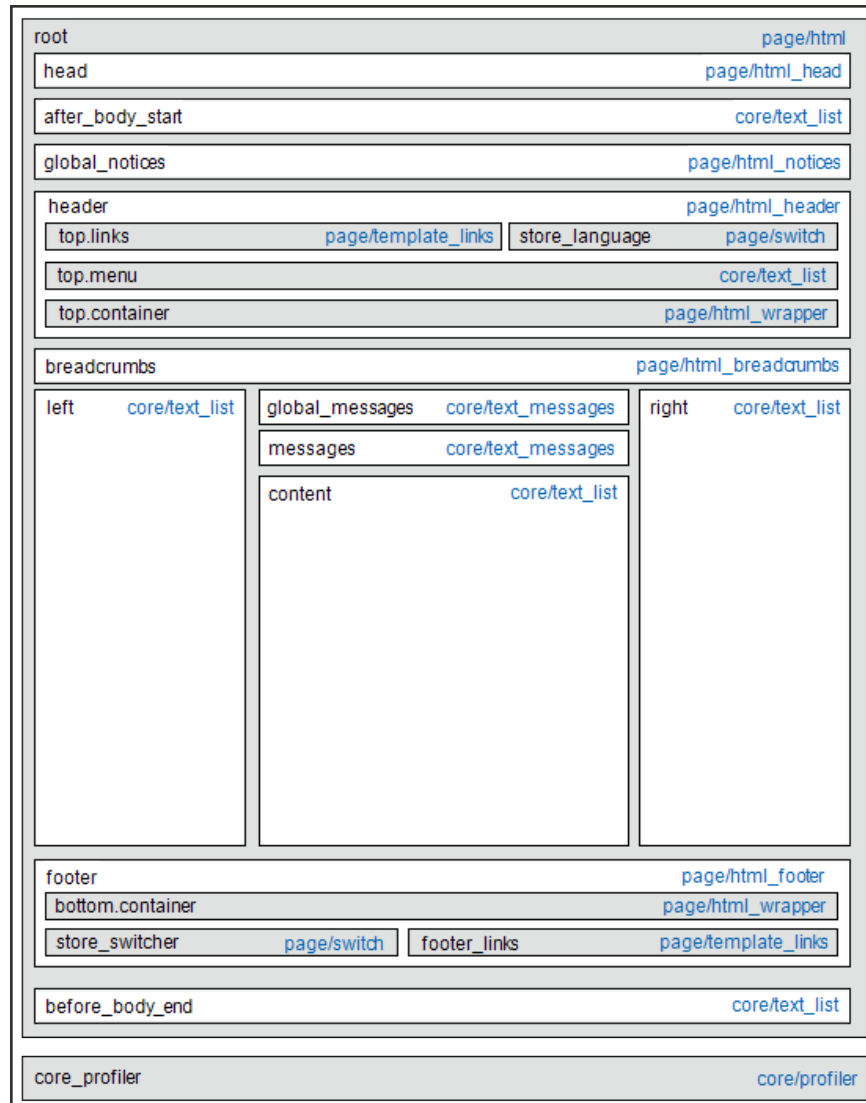 root page/html
head page/html_head
after_body_start core/text_list
global_notices page/html_notices
header page/html_header
top.links page/template_links store_language page/switch
top.menu core/text_list
top.container page/html_wrapper
breadcrumbs page/html_breadcrumbs
left core/text_list global_messages core/text_messages right core/text_list
messages core/text_messages
content core/text_list
footer page/html_footer
bottom.container page/html_wrapper
store_switcher page/switch footer_links page/template_links
before_body_end core/text_list
core_profiler core/profiler